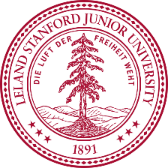 LELAND STANFORD JUNIOR UNIVERSITY
DIE LUFT DER FREIHEIT WEHT
1891